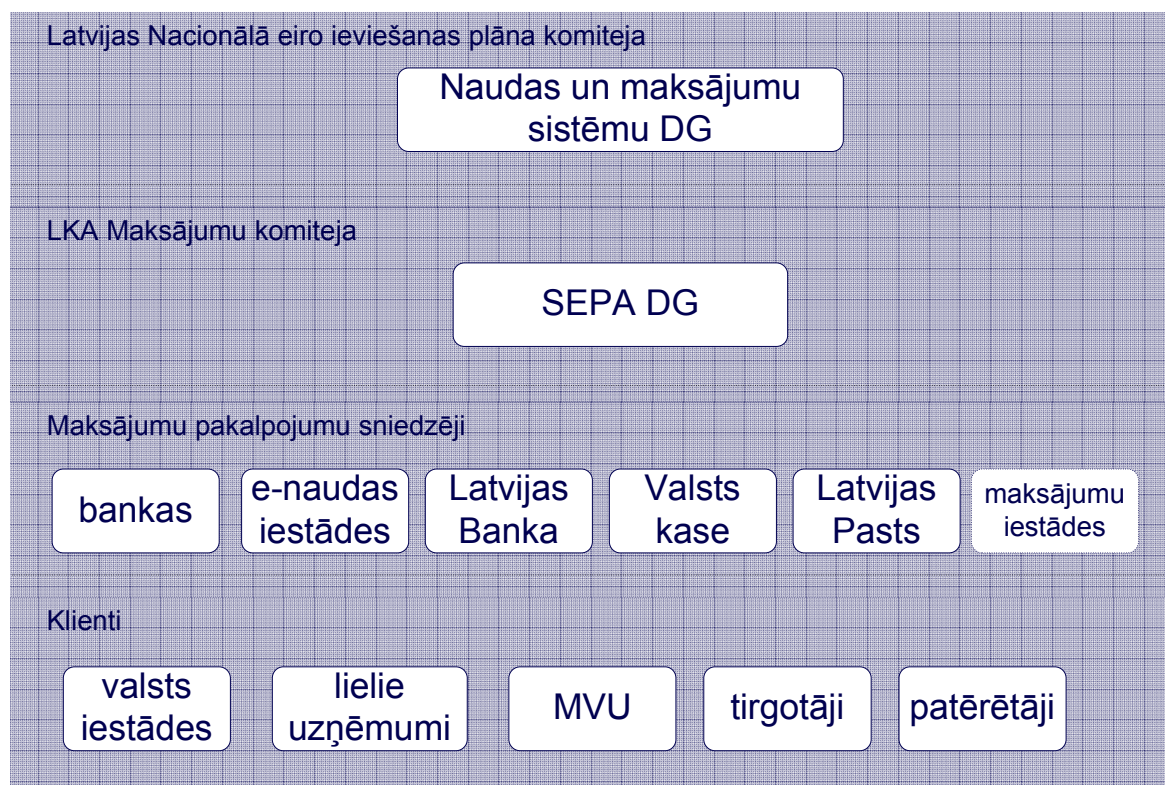 Latvijas Nacionālā eiro ieviešanas plāna komiteja
Naudas un maksājumu
sistēmu DG
LKA Maksājumu komiteja
SEPA DG
Maksājumu pakalpojumu sniedzēji
bankas
e-naudas
iestādes
Latvijas
Banka
Valsts
kase
Latvijas
Pasts
maksājumu
iestādes
Klienti
valsts
iestādes
lielie
uzņēmumi
MVU
tirgotāji
patērētāji